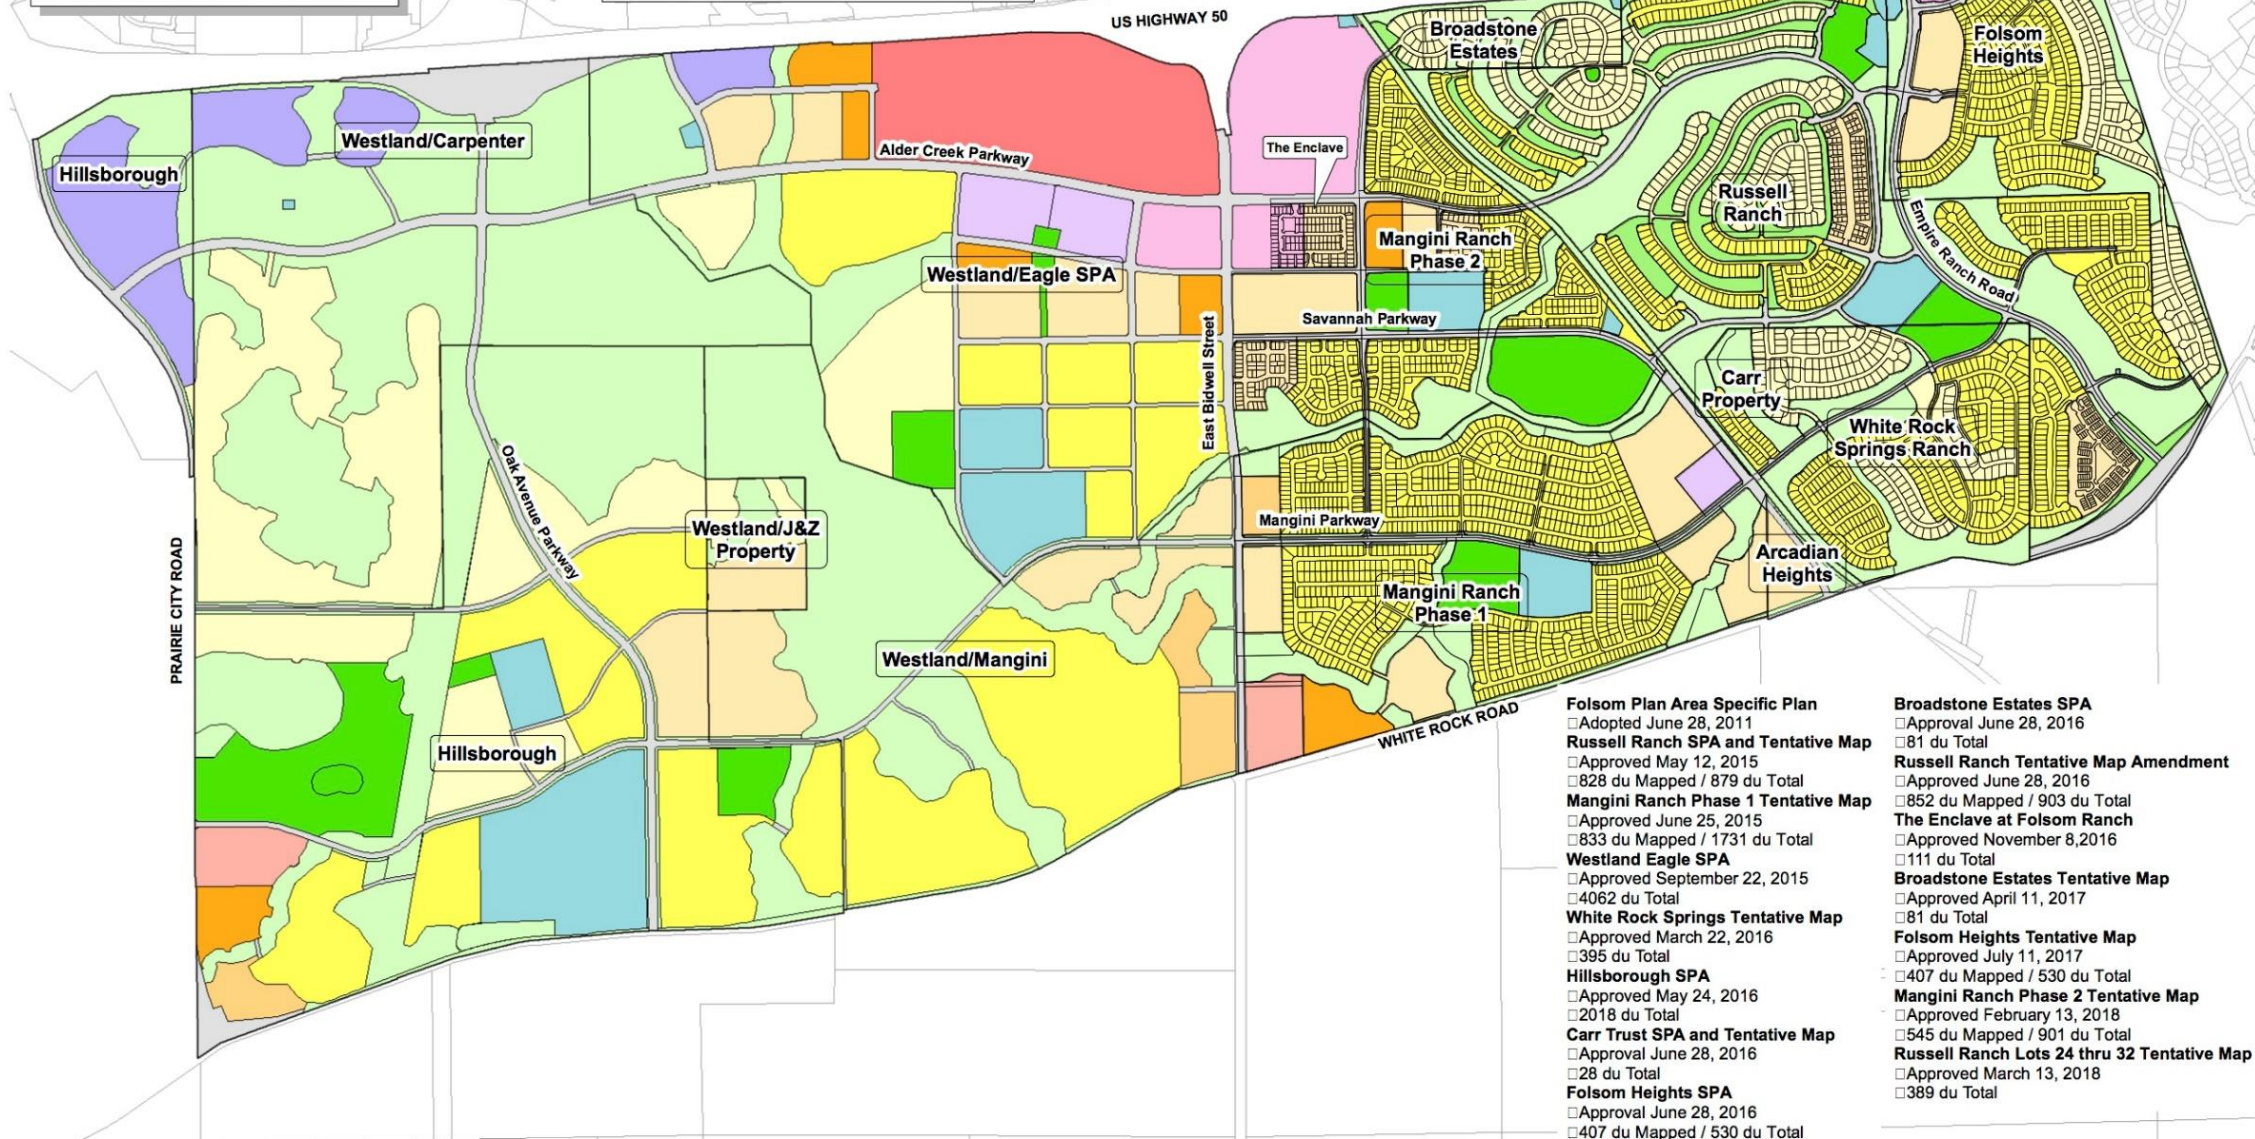 US HIGHWAY 50
Broadstone
Estates
Folsom
Heights
Westland/Carpenter
Hillsborough
Alder Creek Parkway
The Enclave
Russell
Ranch
Empire Ranch Road
Mangini Ranch
Phase 2
Westland/Eagle SPA
Savannah Parkway
East Bidwell Street
Carr
Property
White Rock
Springs Ranch
Oak Avenue Parkway
Westland/J&Z
Property
Mangini Parkway
Arcadian
Heights
PRAIRIE CITY ROAD
Mangini Ranch
Phase 1
Westland/Mangini
Hillsborough
WHITE ROCK ROAD
Folsom Plan Area Specific Plan
□Adopted June 28, 2011
Russell Ranch SPA and Tentative Map
□Approved May 12, 2015
□828 du Mapped / 879 du Total
Mangini Ranch Phase 1 Tentative Map
□Approved June 25, 2015
□833 du Mapped / 1731 du Total
Westland Eagle SPA
□Approved September 22, 2015
□4062 du Total
White Rock Springs Tentative Map
□Approved March 22, 2016
□395 du Total
Hillsborough SPA
□Approved May 24, 2016
□2018 du Total
Carr Trust SPA and Tentative Map
□Approval June 28, 2016
□28 du Total
Folsom Heights SPA
□Approval June 28, 2016
□407 du Mapped / 530 du Total
Broadstone Estates SPA
□Approval June 28, 2016
□81 du Total
Russell Ranch Tentative Map Amendment
□Approved June 28, 2016
□852 du Mapped / 903 du Total
The Enclave at Folsom Ranch
□Approved November 8,2016
□111 du Total
Broadstone Estates Tentative Map
□Approved April 11, 2017
□81 du Total
Folsom Heights Tentative Map
□Approved July 11, 2017
□407 du Mapped / 530 du Total
Mangini Ranch Phase 2 Tentative Map
□Approved February 13, 2018
□545 du Mapped / 901 du Total
Russell Ranch Lots 24 thru 32 Tentative Map
□Approved March 13, 2018
□389 du Total